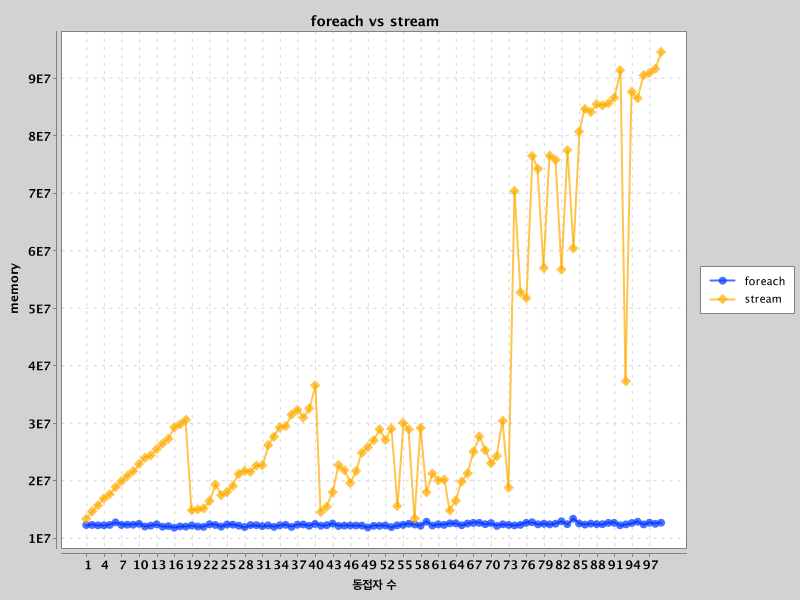 foreach vs stream
9E7
8E7
7E7
6E7
5E7
4E7
3E7
2E7
1E7
memory
1 4 7 10 13 16 19 22 25 28 31 34 37 40 43 46 49 52 55 58 61 64 67 70 73 76 79 82 85 88 91 94 97
동접자 수
foreach
stream